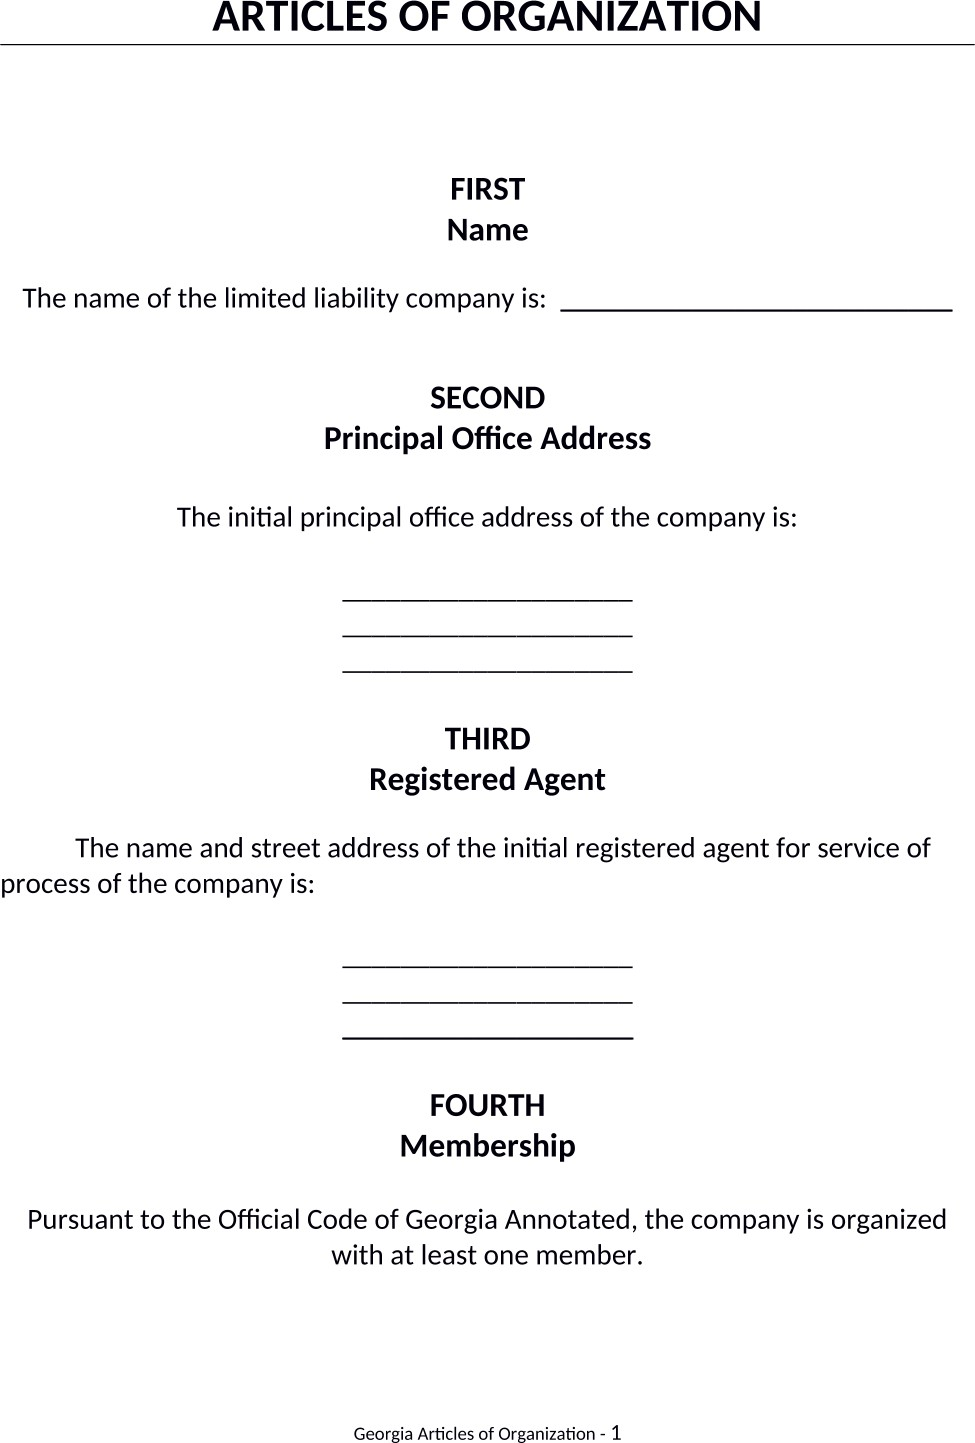 ARTICLES OF ORGANIZATION
FIRST
Name
The name of the limited liability company is: ____________________________
SECOND
Principal Office Address
The initial principal office address of the company is:
_____________________
_____________________
_____________________
THIRD
Registered Agent
The name and street address of the initial registered agent for service of
process of the company is:
_____________________
_____________________
_____________________
FOURTH
Membership
Pursuant to the Official Code of Georgia Annotated, the company is organized
with at least one member.
Georgia Articles of Organization - 1